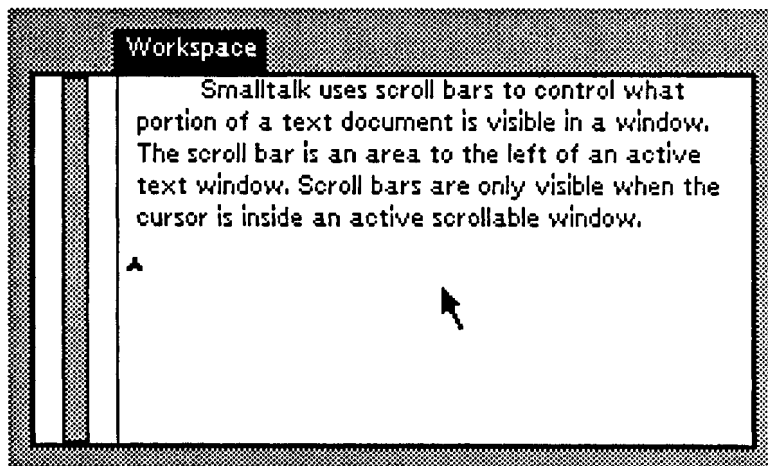 Workspace
Smalltalk uses scroll bars to control what
portion of a text document is visible in a window.
The scroll bar is an area to the left of an active
text window. Scroll bars are only visible when the
cursor is inside an active scrollable window.